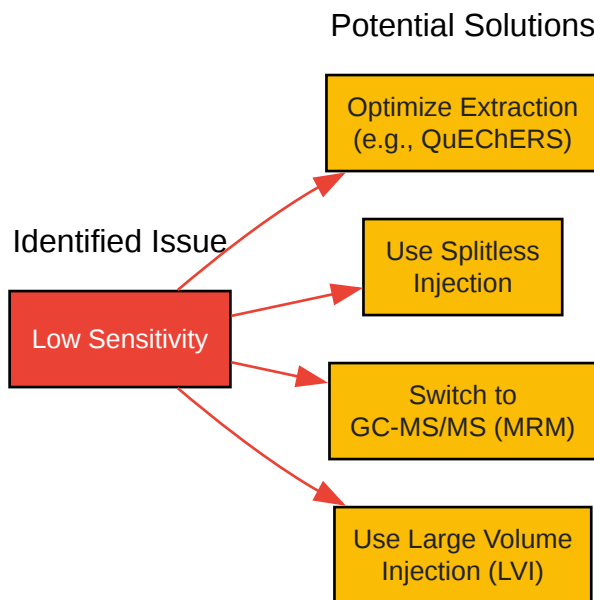 Potential Solutions
Optimize Extraction
(e.g., QuEChERS)
Identified Issue
Use Splitless
Injection
Low Sensitivity
Switch to
GC-MS/MS (MRM)
Use Large Volume
Injection (LVI)